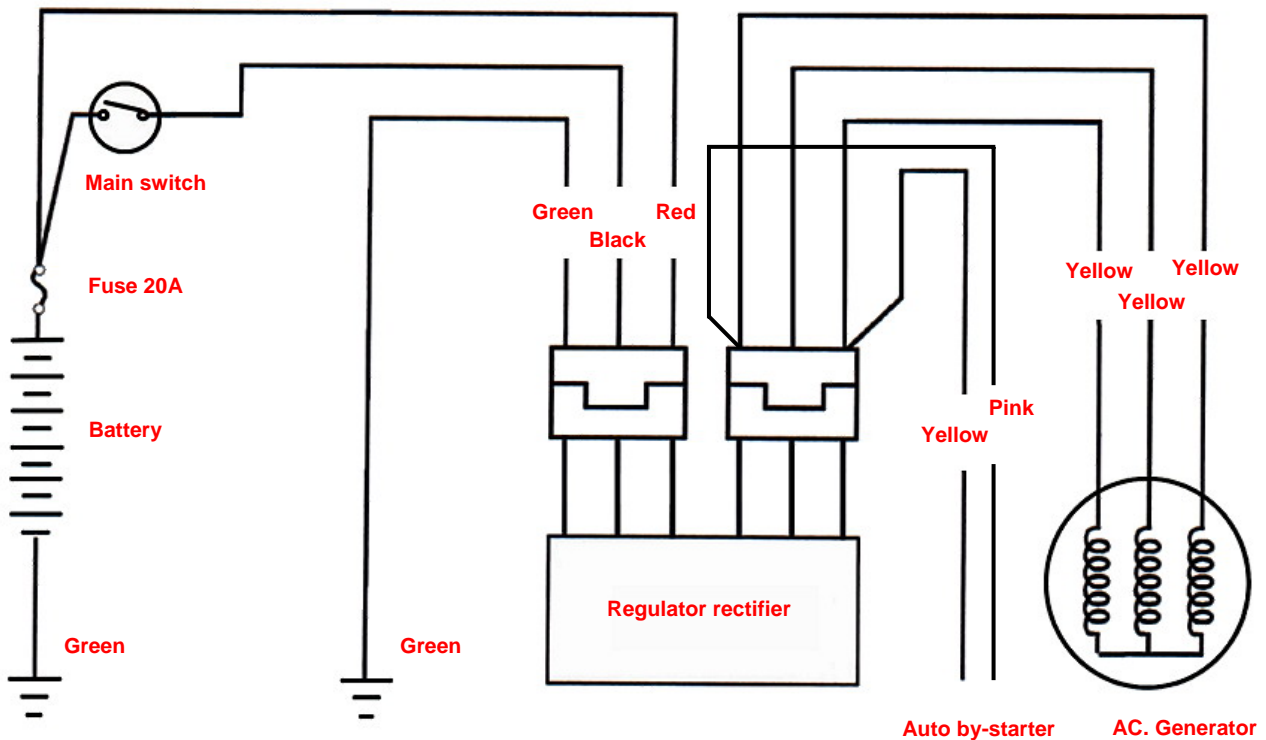 Main switch
Green
Red
Black
Fuse 20A
Yellow
Yellow
Yellow
Battery
Pink
Yellow
Regulator rectifier
Green
Green
Auto by-starter
AC. Generator